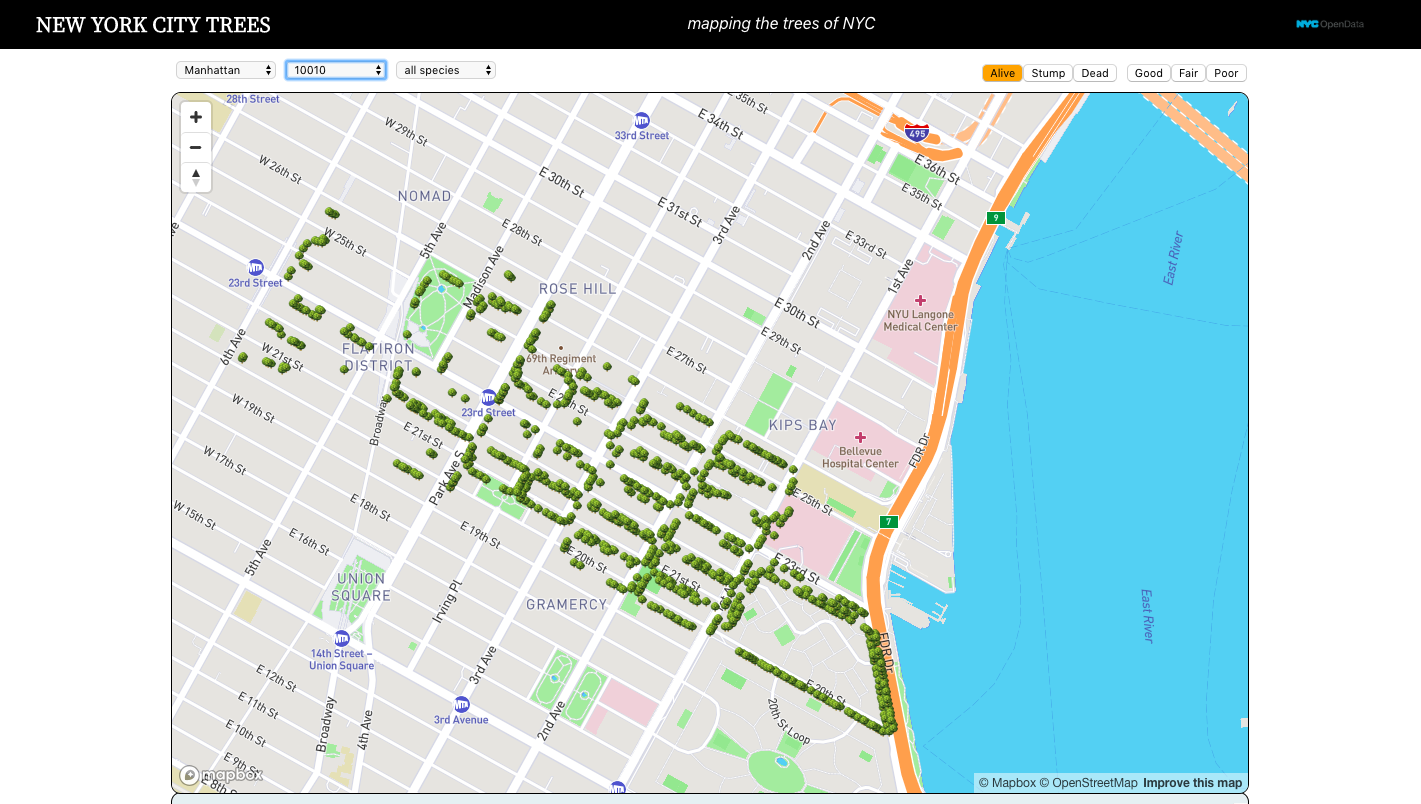 NEW YORK CITY TREES
mapping the trees of NYC
NYC OpenData
Manhattan
10010
all species
Alive
Stump
Dead
Good
Fair
Poor
28th Street
W 29th St
33rd Street
E 34th St
E 35th St
495
E 36th St
E 35th St
W 26th St
NOMAD
E 30th St
E 31st St
3rd Ave
2nd Ave
E 33rd St
9
East River
W 25th St
5th Ave
E 28th St
Madison Ave
1st Ave
23rd Street
ROSE HILL
E 30th St
NYU Langone
Medical Center
E 29th St
6th Ave
W 21st St
FLATIRON
DISTRICT
69th Regiment
E 27th St
W 19th St
Broadway
23rd Street
KIPS BAY
E 21st St
Bellevue
Hospital Center
FDR Dr
W 17th St
Park Ave S
E 25th St
W 15th St
E 18th St
E 19th St
7
E 16th St
5th Ave
E 20th St
E 21st St
E 23rd St
UNION
SQUARE
Irving Pl
GRAMERCY
East River
14th Street –
Union Square
FDR Dr
3rd Ave
E 12th St
E 20th St
E 11th St
Broadway
4th Ave
3rd Avenue
2nd Ave
20th St Loop
E 10th St
E 9th St
E 8th St
mapbox
© Mapbox © OpenStreetMap Improve this map